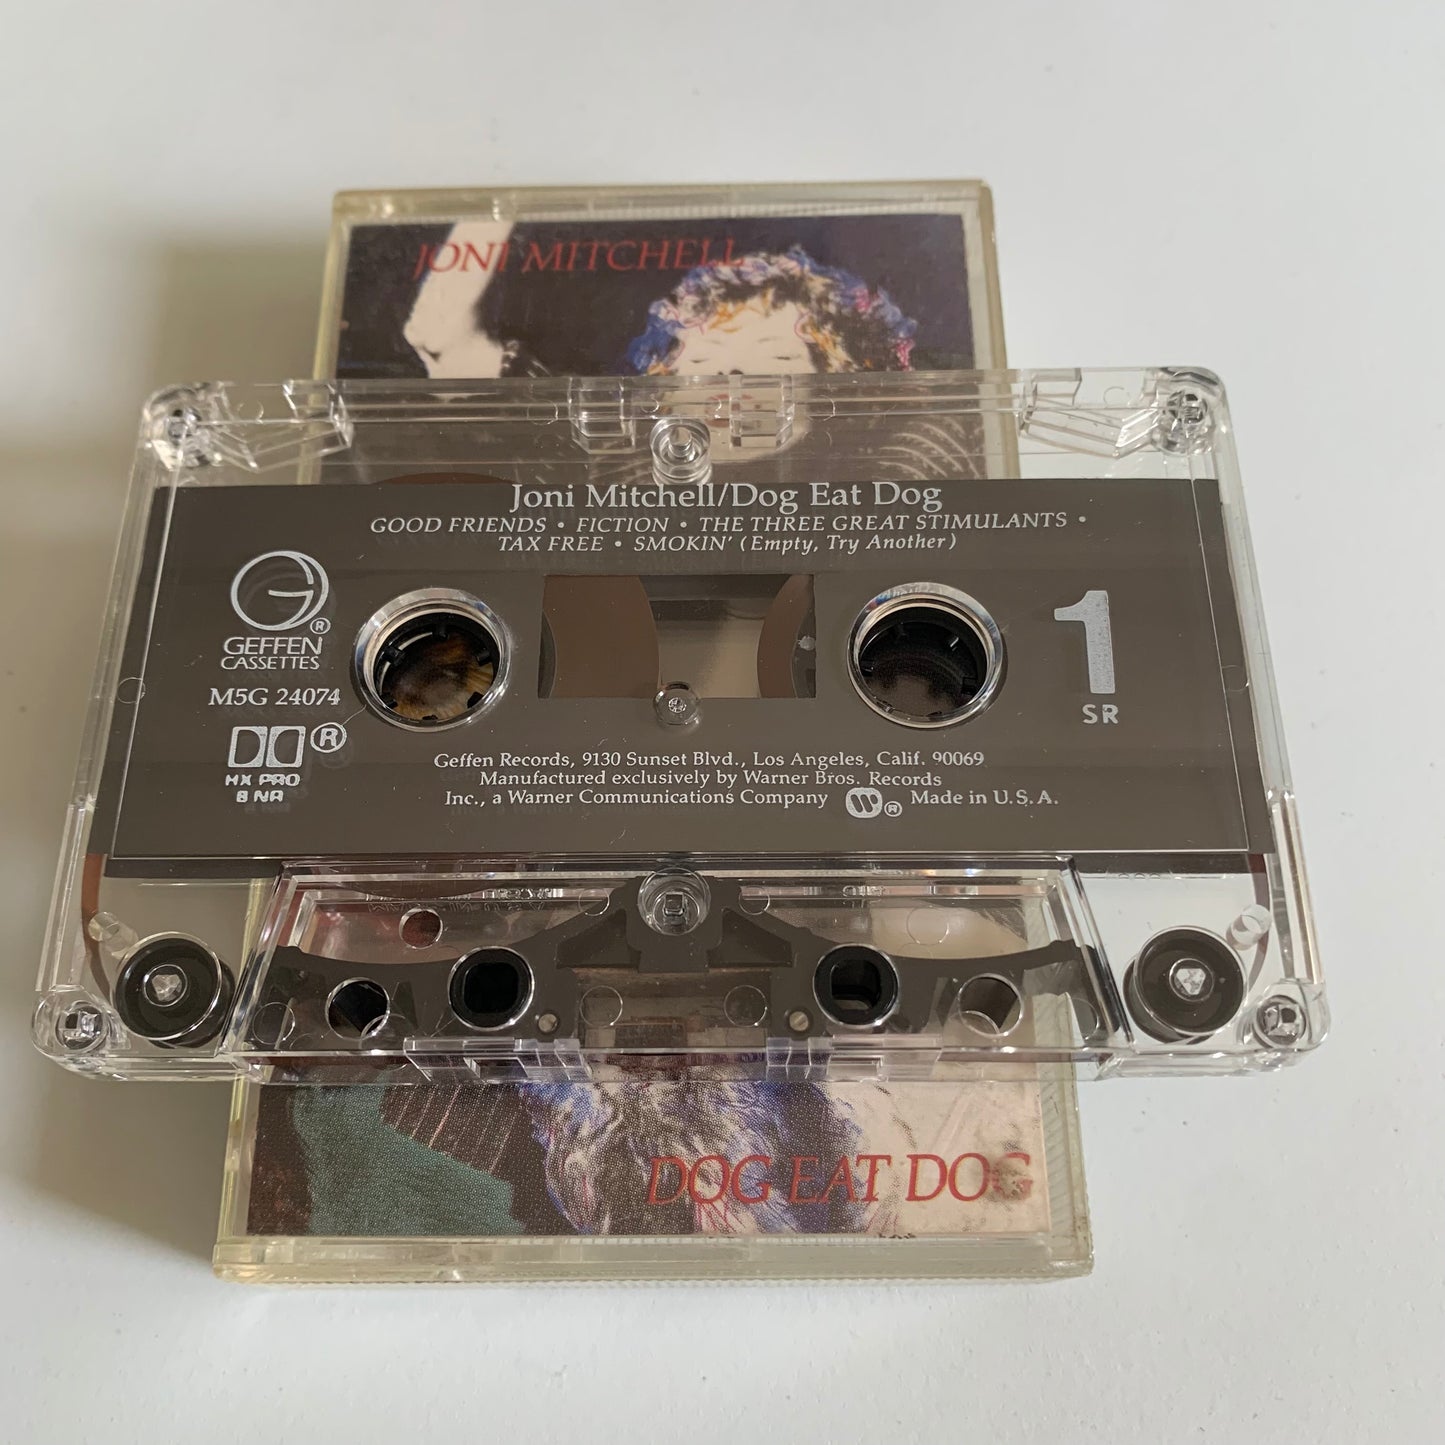 JONI MITCHELL
Joni Mitchell/Dog Eat Dog
GOOD FRIENDS • FICTION • THE THREE GREAT STIMULANTS •
TAX FREE • SMOKIN' (Empty, Try Another)
GEFFEN®
CASSETTES
M5G 24074
®
HX PRO
B NR
1
SR
Geffen Records, 9130 Sunset Blvd., Los Angeles, Calif. 90069
Manufactured exclusively by Warner Bros. Records
Inc., a Warner Communications Company ® Made in U.S.A.
DOG EAT DOG